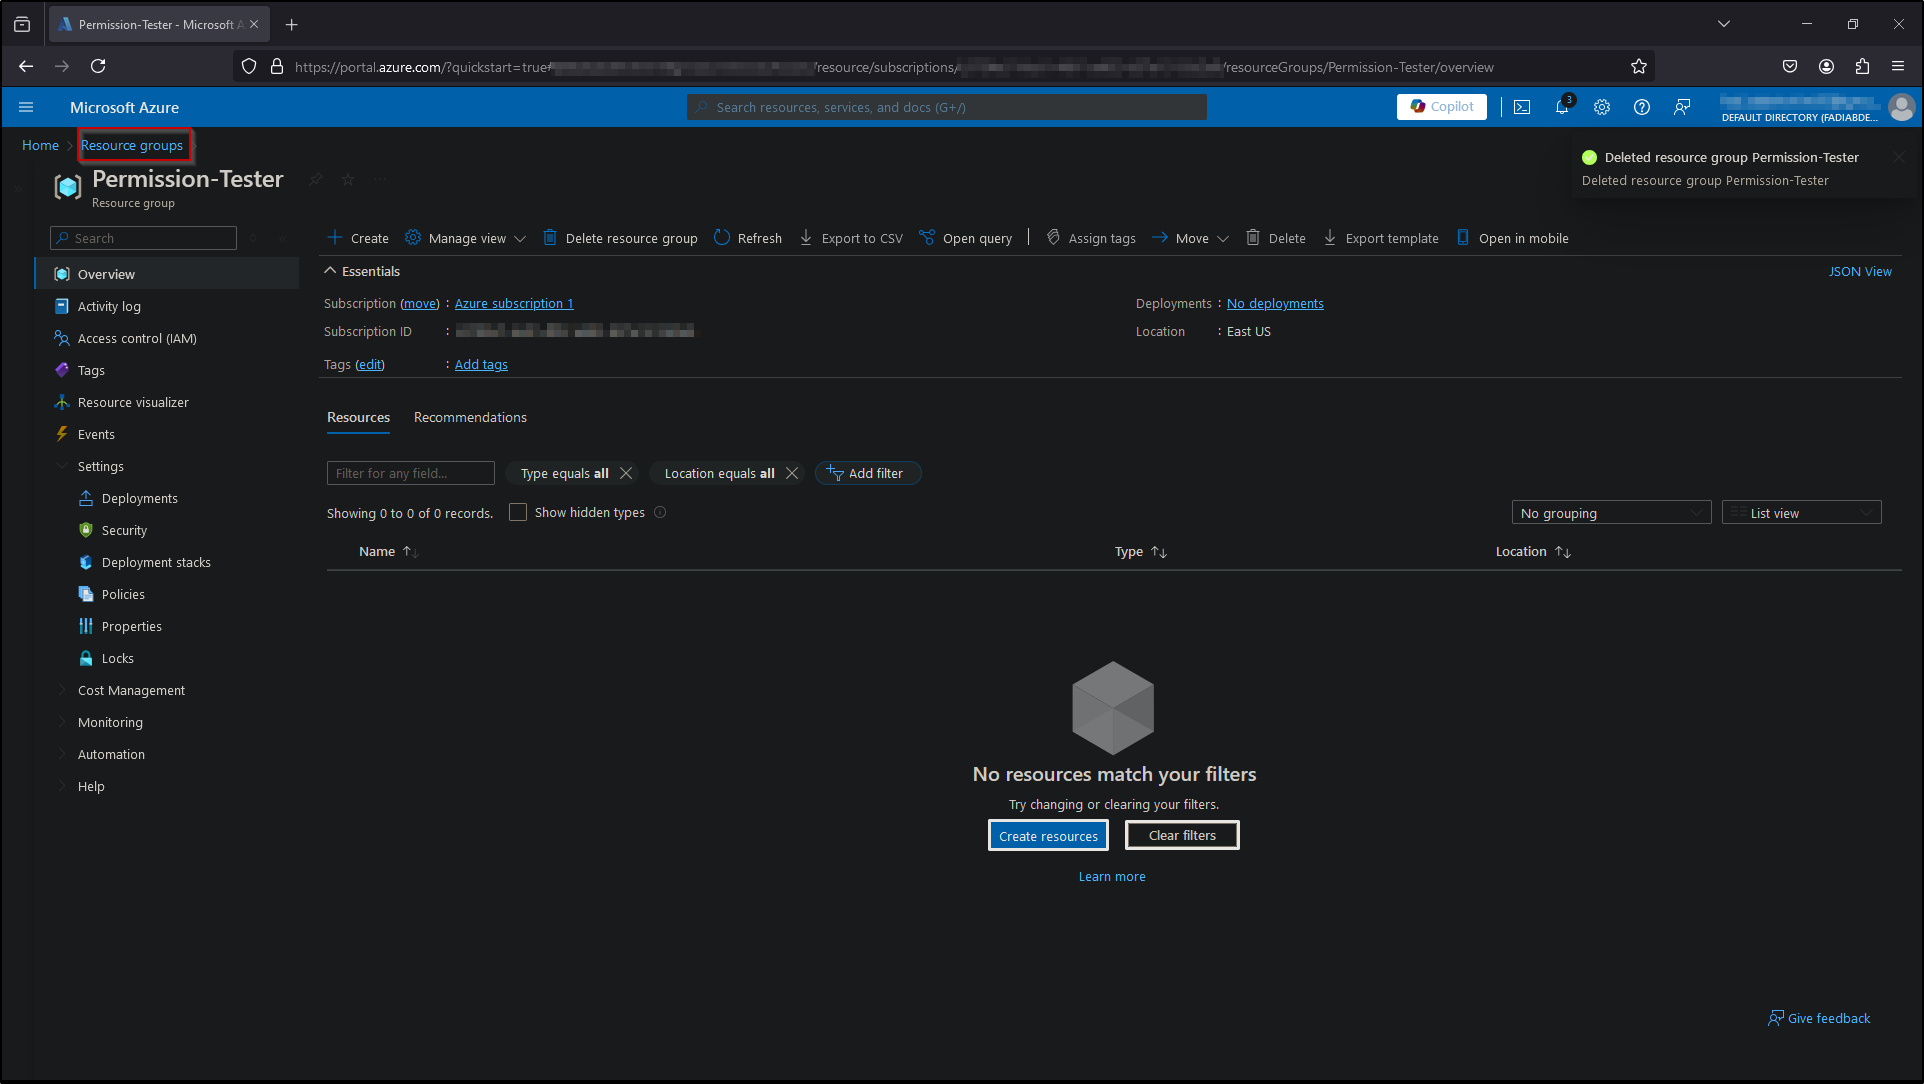 Permission-Tester - Microsoft A
https://portal.azure.com/?quickstart=true# /resource/subscriptions/ /resourceGroups/Permission-Tester/overview
Microsoft Azure
Search resources, services, and docs (G+/)
Copilot
3
DEFAULT DIRECTORY (FADIABDE...
Home > Resource groups
Deleted resource group Permission-Tester
Deleted resource group Permission-Tester
Permission-Tester
Resource group
Search
Create
Manage view
Delete resource group
Refresh
Export to CSV
Open query
Assign tags
Move
Delete
Export template
Open in mobile
Overview
Activity log
Access control (IAM)
Tags
Resource visualizer
Events
Settings
Deployments
Security
Deployment stacks
Policies
Properties
Locks
Cost Management
Monitoring
Automation
Help
Essentials
JSON View
Subscription (move) : Azure subscription 1
Subscription ID :
Tags (edit) : Add tags
Deployments : No deployments
Location : East US
Resources
Recommendations
Filter for any field...
Type equals all
Location equals all
Add filter
Showing 0 to 0 of 0 records.
Show hidden types
No grouping
List view
Name
Type
Location
No resources match your filters
Try changing or clearing your filters.
Create resources
Clear filters
Learn more
Give feedback